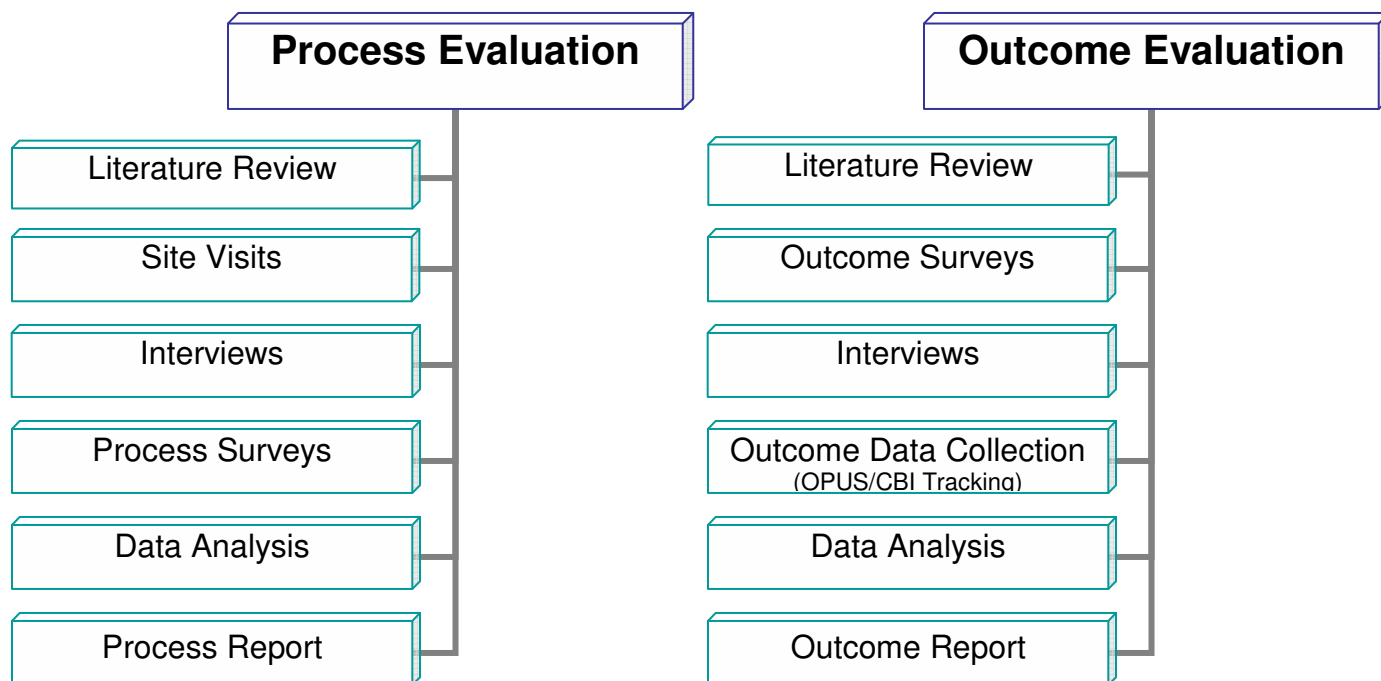 Process Evaluation
Literature Review
Site Visits
Interviews
Process Surveys
Data Analysis
Process Report
Outcome Evaluation
Literature Review
Outcome Surveys
Interviews
Outcome Data Collection
(OPUS/CBI Tracking)
Data Analysis
Outcome Report